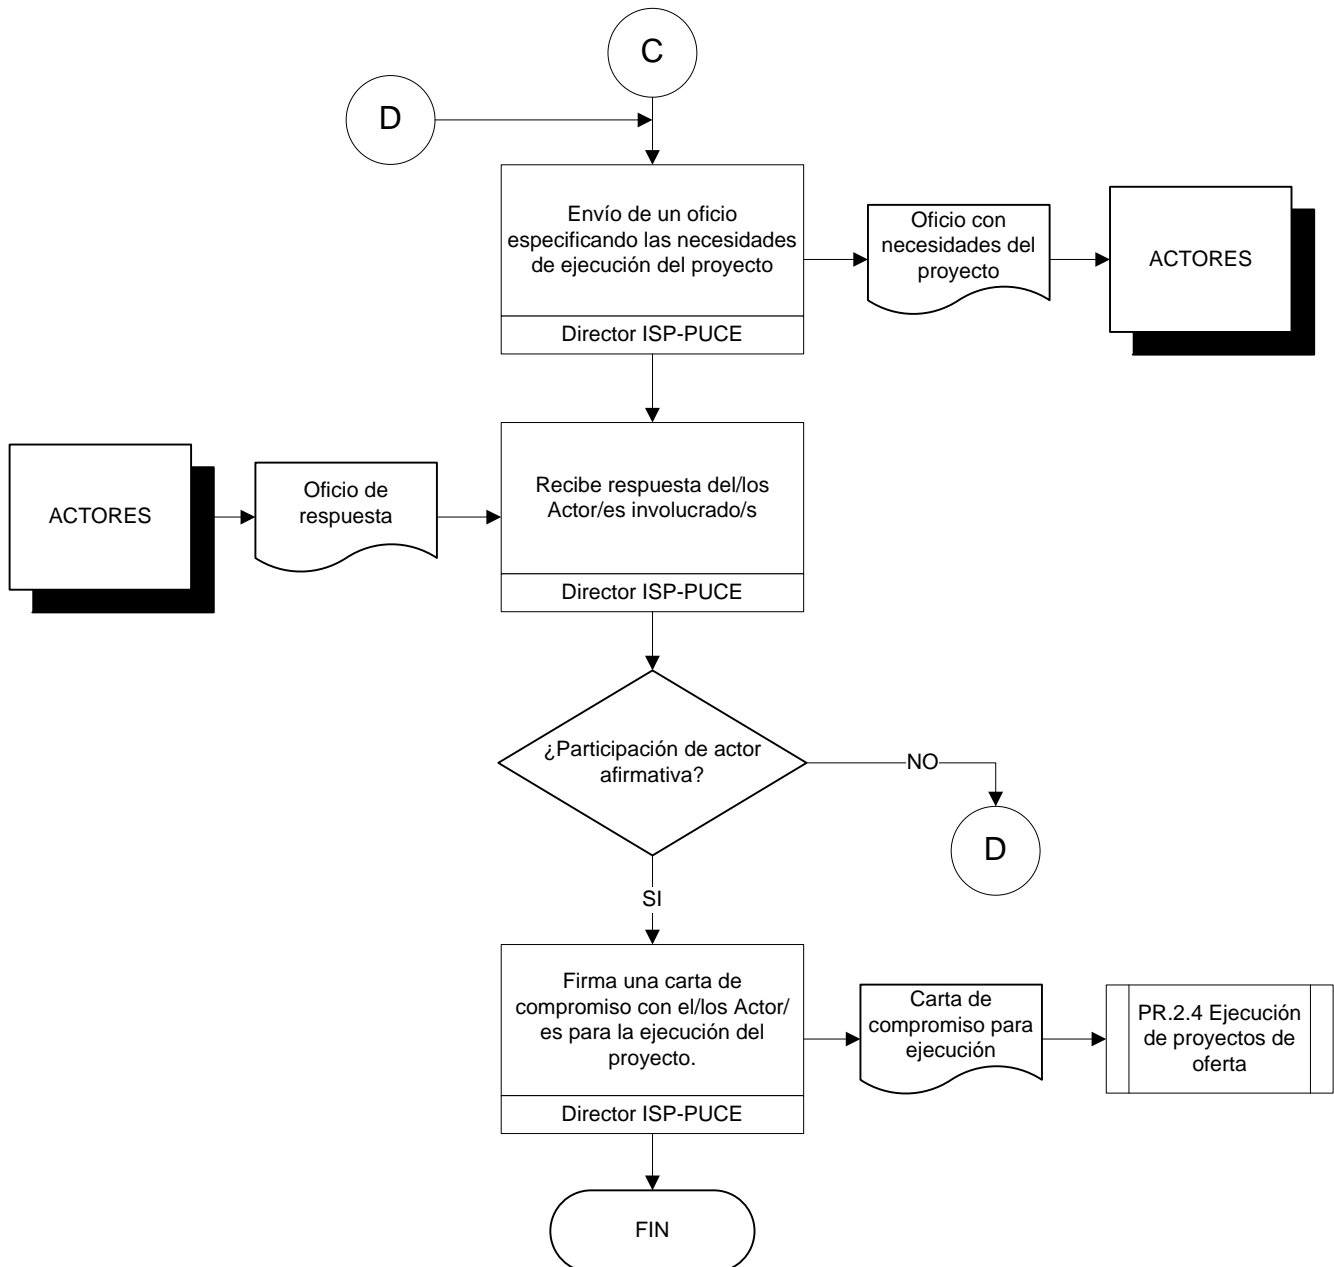 C
D
Envío de un oficio
especificando las necesidades
de ejecución del proyecto
Director ISP-PUCE
Oficio con
necesidades del
proyecto
ACTORES
ACTORES
Oficio de
respuesta
Recibe respuesta del/los
Actor/es involucrado/s
Director ISP-PUCE
¿Participación de actor
afirmativa?
NO
D
SI
Firma una carta de
compromiso con el/los Actor/
es para la ejecución del
proyecto.
Director ISP-PUCE
Carta de
compromiso para
ejecución
PR.2.4 Ejecución
de proyectos de
oferta
FIN